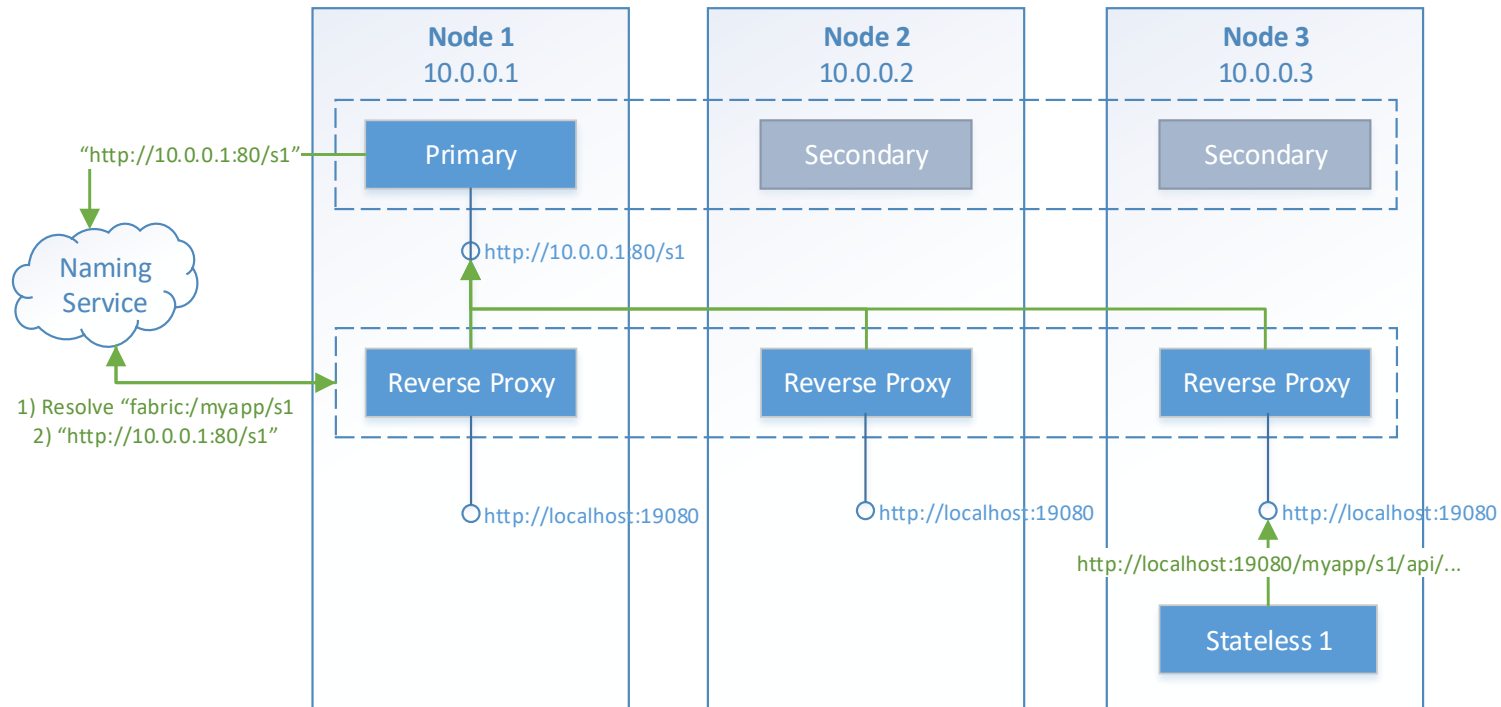 Node 1
10.0.0.1
Node 2
10.0.0.2
Node 3
10.0.0.3
“http://10.0.0.1:80/s1”
Primary
Secondary
Secondary
http://10.0.0.1:80/s1
Naming
Service
Reverse Proxy
Reverse Proxy
Reverse Proxy
1) Resolve “fabric:/myapp/s1
2) “http://10.0.0.1:80/s1”
http://localhost:19080
http://localhost:19080
http://localhost:19080
http://localhost:19080/myapp/s1/api/...
Stateless 1